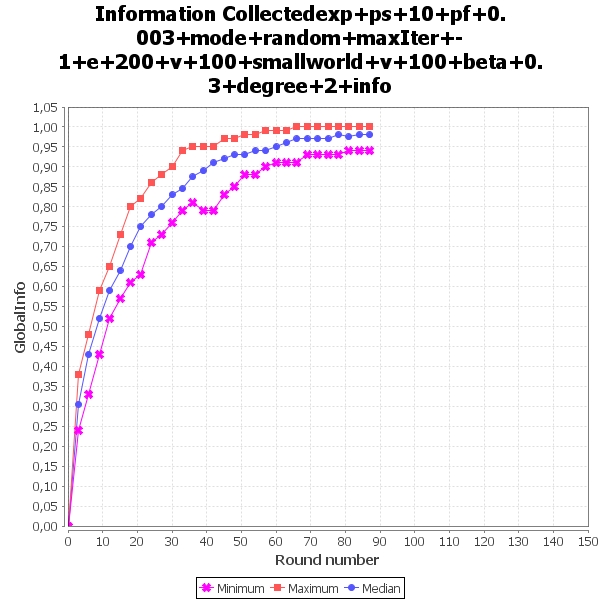 Information Collectedexp+ps+10+pf+0.
003+mode+random+maxIter+-
1+e+200+v+100+smallworld+v+100+beta+0.
3+degree+2+info
1,05
1,00
0,95
0,90
0,85
0,80
0,75
0,70
0,65
0,60
0,55
0,50
0,45
0,40
0,35
0,30
0,25
0,20
0,15
0,10
0,05
0,00
GlobalInfo
0 10 20 30 40 50 60 70 80 90 100 110 120 130 140 150
Round number
Minimum Maximum Median